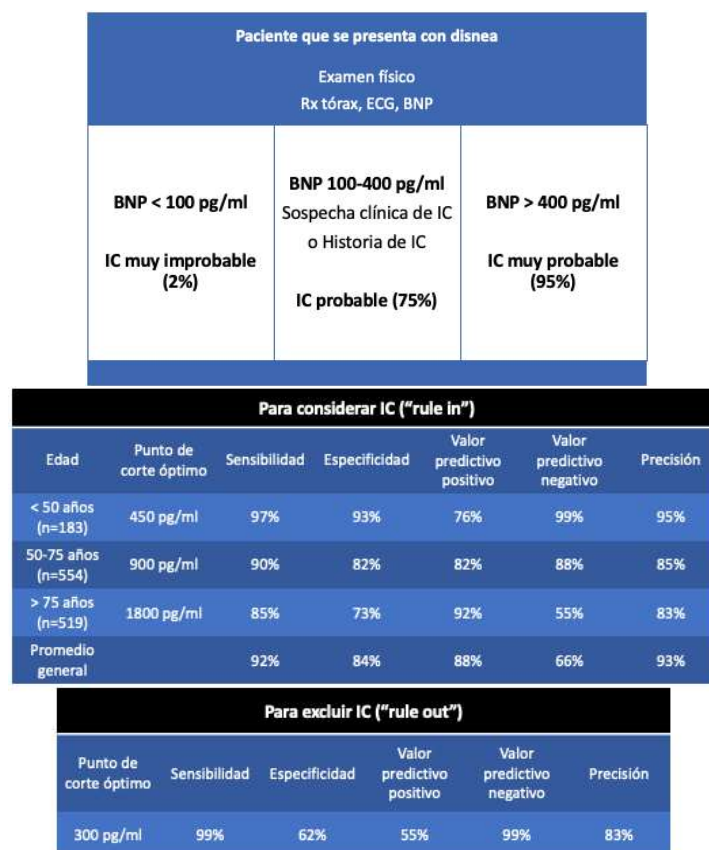 Paciente que se presenta con disnea
Examen físico
Rx tórax, ECG, BNP
BNP < 100 pg/ml
IC muy improbable
(2%)
BNP 100-400 pg/ml
Sospecha clínica de IC
o Historia de IC
IC probable (75%)
BNP > 400 pg/ml
IC muy probable
(95%)
Para considerar IC (“rule in”)
Edad
Punto de
corte óptimo
Sensibilidad
Especificidad
Valor
predictivo
positivo
Valor
predictivo
negativo
Precisión
< 50 años
(n=183)
450 pg/ml
97%
93%
76%
99%
95%
50-75 años
(n=554)
900 pg/ml
90%
82%
82%
88%
85%
> 75 años
(n=519)
1800 pg/ml
85%
73%
92%
55%
83%
Promedio
general
92%
84%
88%
66%
93%
Para excluir IC (“rule out”)
Punto de
corte óptimo
Sensibilidad
Especificidad
Valor
predictivo
positivo
Valor
predictivo
negativo
Precisión
300 pg/ml
99%
62%
55%
99%
83%